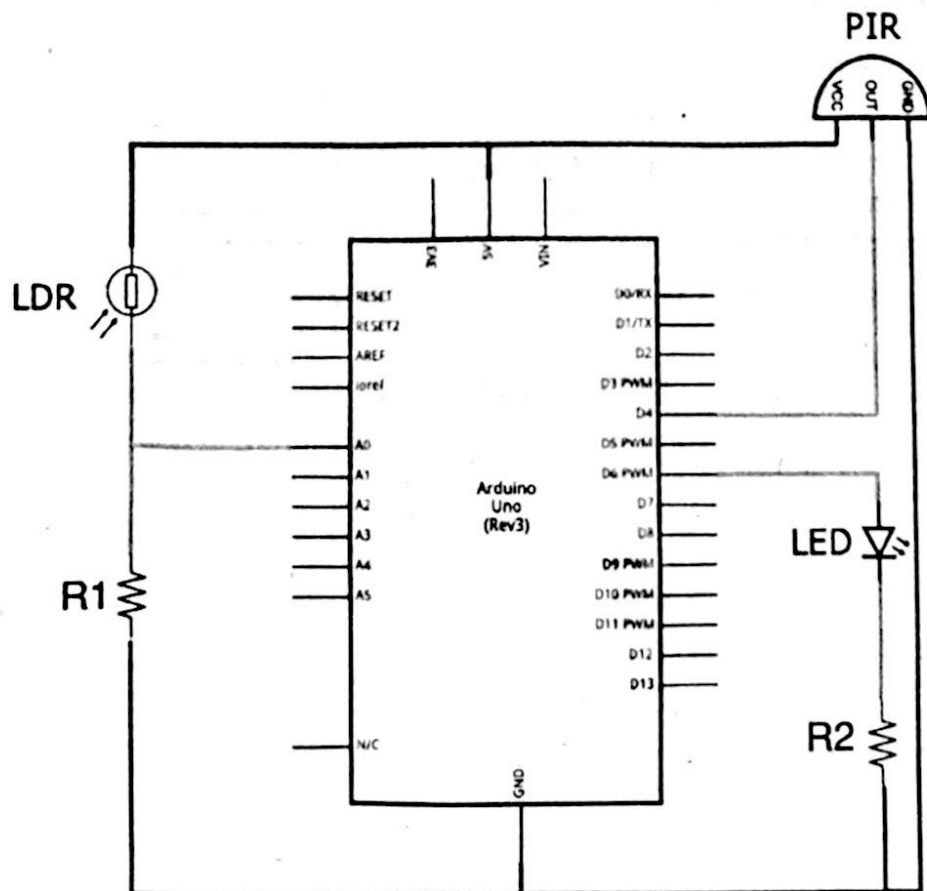 PIR
VCC
OUT
GND
3V3
5V
VIN
LDR
RESET
RESET2
AREF
ioref
A0
A1
A2
A3
A4
A5
N/C
D0/RX
D1/TX
D2
D3 PWM
D4
D5 PWM
D6 PWM
D7
D8
D9 PWM
D10 PWM
D11 PWM
D12
D13
Arduino
Uno
(Rev3)
LED
R1
R2
GND